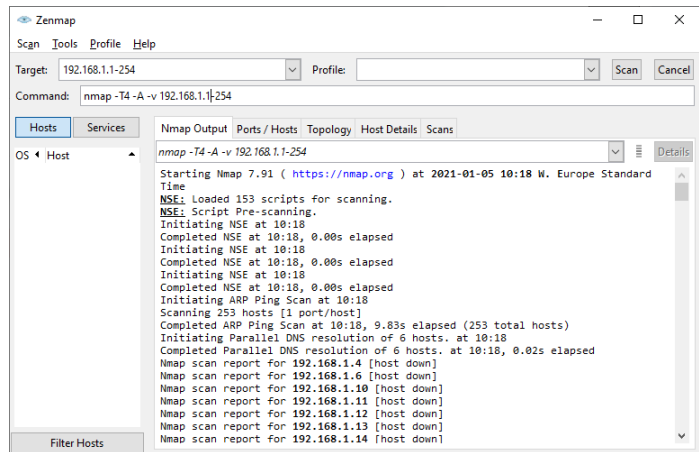 Zenmap
Scan Tools Profile Help
Target: 192.168.1.1-254 Profile: Scan Cancel
Command: nmap -T4 -A -v 192.168.1.1-254
Hosts Services Nmap Output Ports / Hosts Topology Host Details Scans
OS Host nmap -T4 -A -v 192.168.1.1-254 Details
Starting Nmap 7.91 ( https://nmap.org ) at 2021-01-05 10:18 W. Europe Standard
Time
NSE: Loaded 153 scripts for scanning.
NSE: Script Pre-scanning.
Initiating NSE at 10:18
Completed NSE at 10:18, 0.00s elapsed
Initiating NSE at 10:18
Completed NSE at 10:18, 0.00s elapsed
Initiating NSE at 10:18
Completed NSE at 10:18, 0.00s elapsed
Initiating ARP Ping Scan at 10:18
Scanning 253 hosts [1 port/host]
Completed ARP Ping Scan at 10:18, 9.83s elapsed (253 total hosts)
Initiating Parallel DNS resolution of 6 hosts. at 10:18
Completed Parallel DNS resolution of 6 hosts. at 10:18, 0.02s elapsed
Nmap scan report for 192.168.1.4 [host down]
Nmap scan report for 192.168.1.6 [host down]
Nmap scan report for 192.168.1.10 [host down]
Nmap scan report for 192.168.1.11 [host down]
Nmap scan report for 192.168.1.12 [host down]
Nmap scan report for 192.168.1.13 [host down]
Nmap scan report for 192.168.1.14 [host down]
Filter Hosts